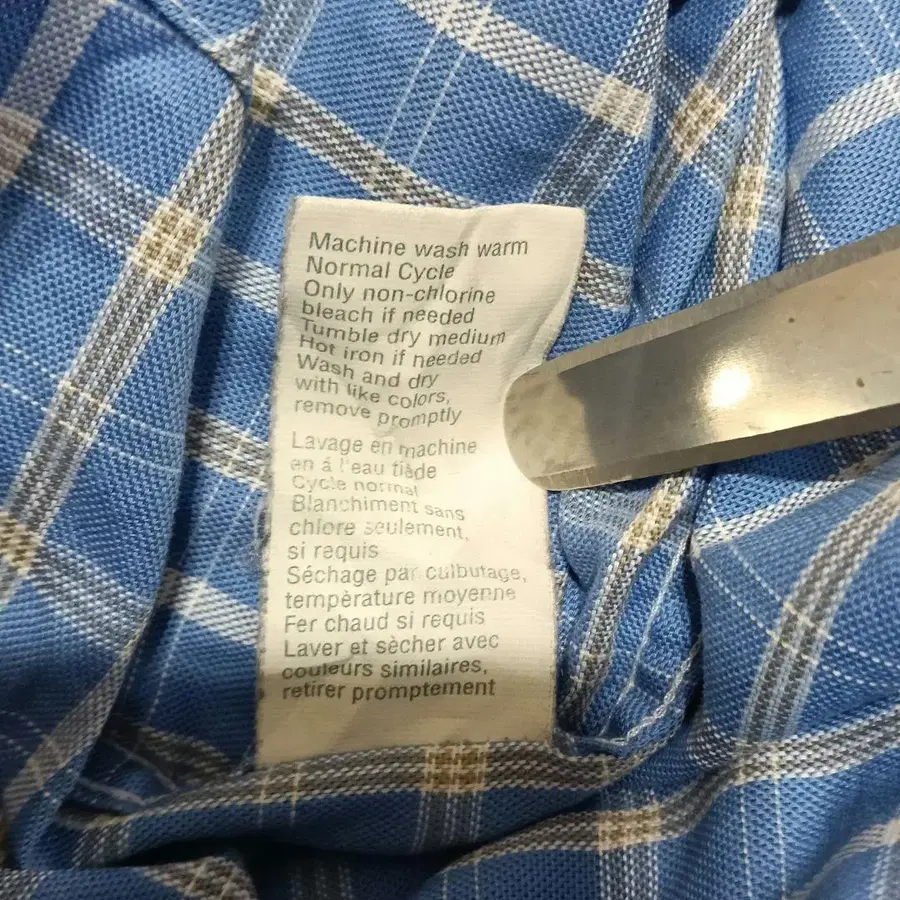 Machine wash warm
Normal Cycle
Only non-chlorine
bleach if needed
Tumble dry medium
Hot iron if needed
Wash and dry
with like colors,
remove promptly
Lavage en machine
en á l'eau tiède
Cycle normal
Blanchiment sans
chlore seulement,
si requis
Séchage par culbutage,
tempèrature moyenne
Fer chaud si requis
Laver et sècher avec
couleurs similaires,
retirer promptement